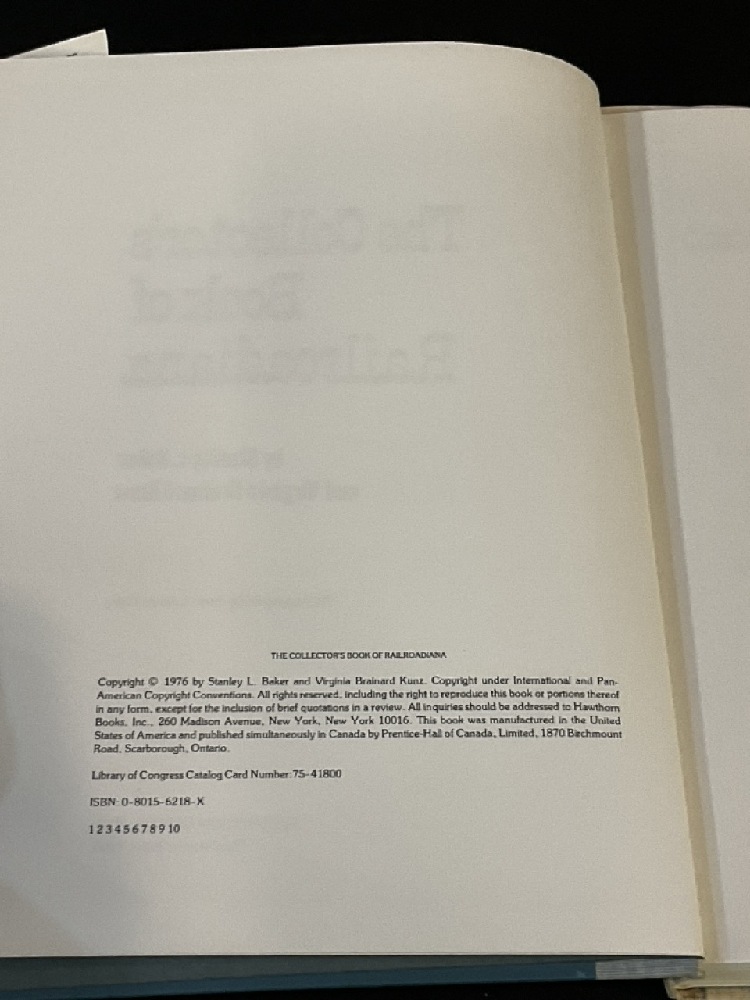 THE COLLECTOR'S BOOK OF RAILROADIANA
Copyright © 1976 by Stanley L. Baker and Virginia Brainard Kunz. Copyright under International and Pan-
American Copyright Conventions. All rights reserved, including the right to reproduce this book or portions thereof
in any form, except for the inclusion of brief quotations in a review. All inquiries should be addressed to Hawthorn
Books, Inc., 260 Madison Avenue, New York, New York 10016. This book was manufactured in the United
States of America and published simultaneously in Canada by Prentice-Hall of Canada, Limited, 1870 Birchmount
Road, Scarborough, Ontario.
Library of Congress Catalog Card Number: 75-41800
ISBN: 0-8015-6218-X
1 2 3 4 5 6 7 8 9 10